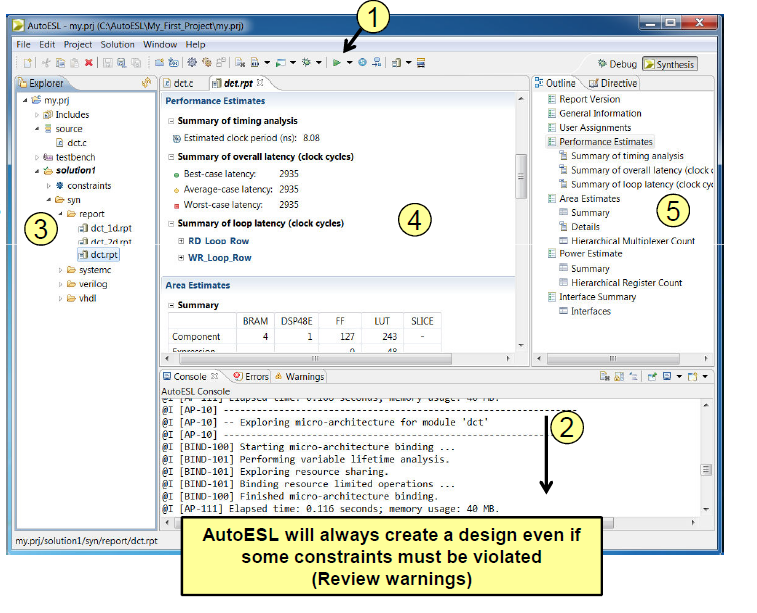 1
AutoESL - my.prj (C:\AutoESL\My_First_Project\my.prj)
File Edit Project Solution Window Help
Debug Synthesis
Explorer
my.prj
Includes
source
dct.c
testbench
solution1
constraints
syn
report
dct_1d.rpt
dct_2d.rpt
dct.rpt
systemc
verilog
vhdl
3
dct.c dct.rpt
Performance Estimates
Summary of timing analysis
Estimated clock period (ns): 8.08
Summary of overall latency (clock cycles)
Best-case latency: 2935
Average-case latency: 2935
Worst-case latency: 2935
Summary of loop latency (clock cycles)
RD_Loop_Row
WR_Loop_Row
4
Area Estimates
Summary
BRAM DSP48E FF LUT SLICE
Component 4 1 127 243 -
Expression 0 48
Outline Directive
Report Version
General Information
User Assignments
Performance Estimates
Summary of timing analysis
Summary of overall latency (clock c
Summary of loop latency (clock cyc
Area Estimates
Summary
Details
Hierarchical Multiplexer Count
Power Estimate
Summary
Hierarchical Register Count
Interface Summary
Interfaces
5
Console Errors Warnings
AutoESL Console
@I [AP-111] Elapsed time: 0.100 seconds; memory usage: 40 MB.
@I [AP-10] ----------------------------------------------------------------
@I [AP-10] -- Exploring micro-architecture for module 'dct'
@I [AP-10] ----------------------------------------------------------------
@I [BIND-100] Starting micro-architecture binding ...
@I [BIND-101] Performing variable lifetime analysis.
@I [BIND-101] Exploring resource sharing.
@I [BIND-101] Binding resource limited operations ...
@I [BIND-100] Finished micro-architecture binding.
@I [AP-111] Elapsed time: 0.116 seconds; memory usage: 40 MB.
2
my.prj/solution1/syn/report/dct.rpt
AutoESL will always create a design even if
some constraints must be violated
(Review warnings)